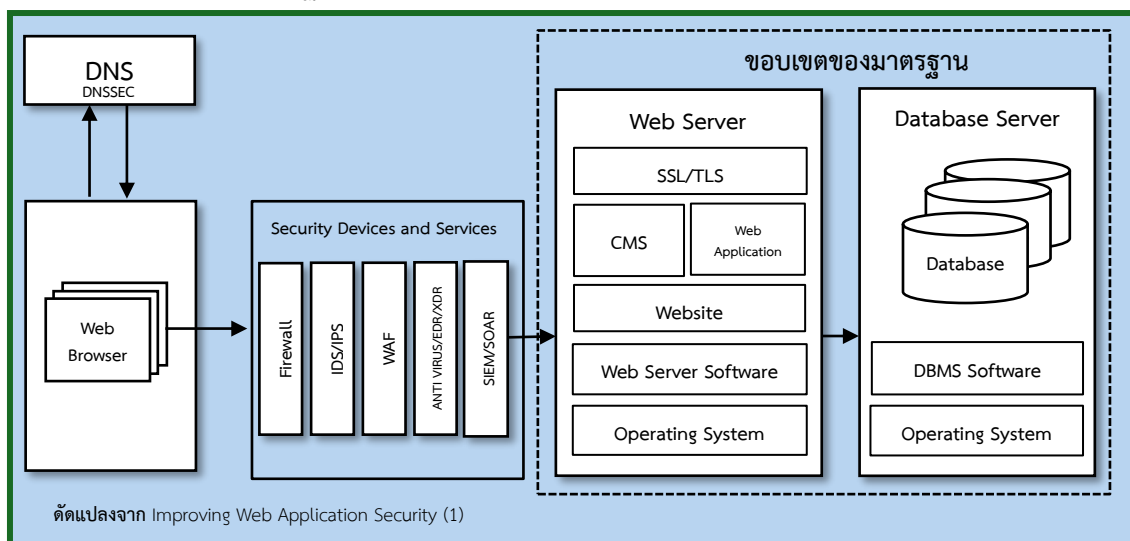 DNS
DNSSEC
Web
Browser
Security Devices and Services
Firewall
IDS/IPS
WAF
ANTI VIRUS/EDR/XDR
SIEM/SOAR
ขอบเขตของมาตรฐาน
Web Server
SSL/TLS
CMS
Web
Application
Website
Web Server Software
Operating System
Database Server
Database
DBMS Software
Operating System
ดัดแปลงจาก Improving Web Application Security (1)